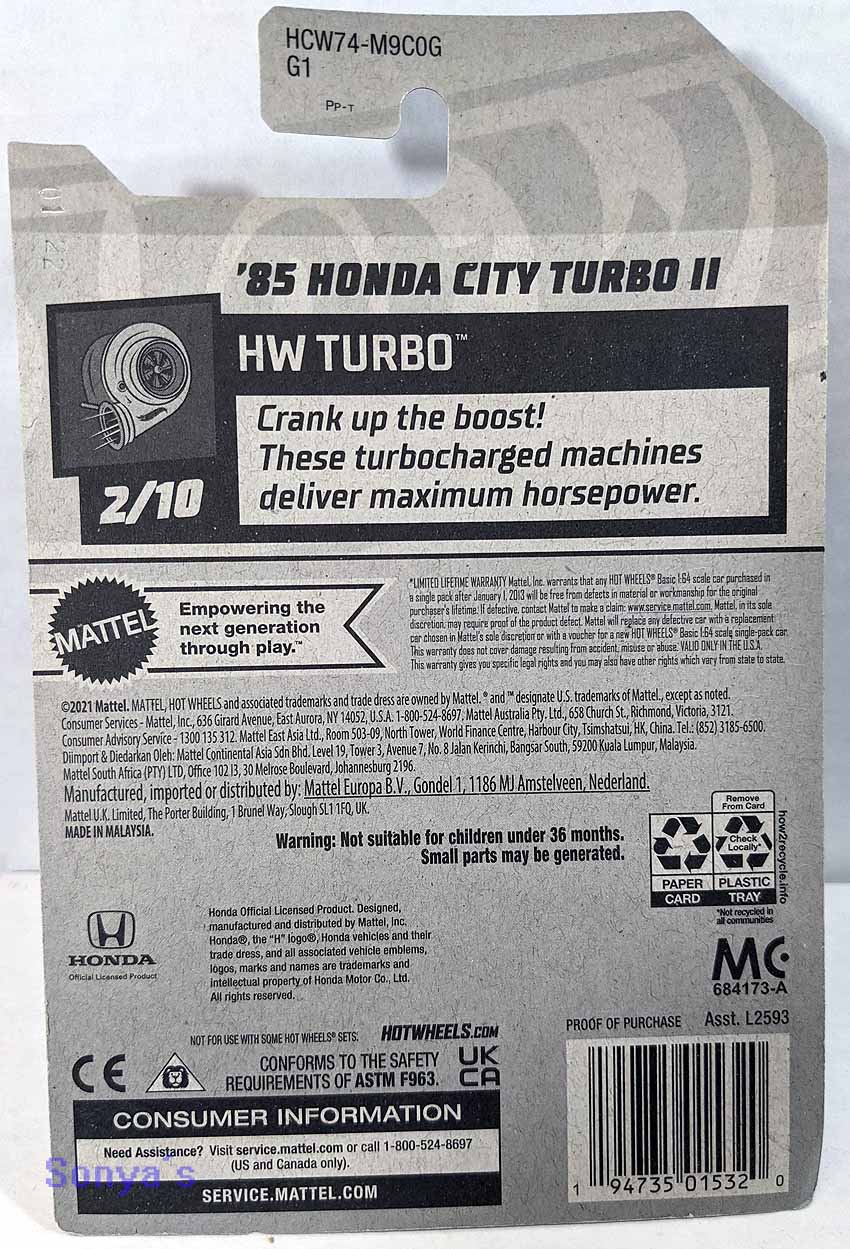 HCW74-M9C0G
G1
PP-T
01 22
'85 HONDA CITY TURBO II
HW TURBO™
Crank up the boost!
These turbocharged machines
deliver maximum horsepower.
2/10
MATTEL
Empowering the
next generation
through play.™
*LIMITED LIFETIME WARRANTY Mattel, Inc. warrants that any HOT WHEELS® Basic 1:64 scale car purchased in
a single pack after January 1, 2013 will be free from defects in material or workmanship for the original
purchaser's lifetime. If defective, contact Mattel to make a claim: www.service.mattel.com. Mattel, in its sole
discretion, may require proof of the product defect. Mattel will replace any defective car with a replacement
car chosen in Mattel's sole discretion or with a voucher for a new HOT WHEELS® Basic 1:64 scale single-pack car.
This warranty does not cover damage resulting from accident, misuse or abuse. VALID ONLY IN THE U.S.A.
This warranty gives you specific legal rights and you may also have other rights which vary from state to state.
©2021 Mattel. MATTEL, HOT WHEELS and associated trademarks and trade dress are owned by Mattel. ® and ™ designate U.S. trademarks of Mattel., except as noted.
Consumer Services - Mattel, Inc., 636 Girard Avenue, East Aurora, NY 14052, U.S.A. 1-800-524-8697. Mattel Australia Pty. Ltd., 658 Church St., Richmond, Victoria, 3121.
Consumer Advisory Service - 1300 135 312. Mattel East Asia Ltd., Room 503-09, North Tower, World Finance Centre, Harbour City, Tsimshatsui, HK, China. Tel.: (852) 3185-6500.
Diimport & Diedarkan Oleh: Mattel Continental Asia Sdn Bhd. Level 19, Tower 3, Avenue 7, No. 8 Jalan Kerinchi, Bangsar South, 59200 Kuala Lumpur, Malaysia.
Mattel South Africa (PTY) LTD, Office 102 I3, 30 Melrose Boulevard, Johannesburg 2196.
Manufactured, imported or distributed by: Mattel Europa B.V., Gondel 1, 1186 MJ Amstelveen, Nederland.
Mattel U.K. Limited, The Porter Building, 1 Brunel Way, Slough SL1 1FQ, UK.
MADE IN MALAYSIA.
Warning: Not suitable for children under 36 months.
Small parts may be generated.
Remove
From Card
Check
Locally*
PAPER
CARD
PLASTIC
TRAY
*Not recycled in
all communities
how2recycle.info
HONDA
Official Licensed Product
Honda Official Licensed Product. Designed,
manufactured and distributed by Mattel, Inc.
Honda®, the "H" logo®, Honda vehicles and their
trade dress, and all associated vehicle emblems,
logos, marks and names are trademarks and
intellectual property of Honda Motor Co., Ltd.
All rights reserved.
MC
684173-A
PROOF OF PURCHASE Asst. L2593
NOT FOR USE WITH SOME HOT WHEELS® SETS.
HOTWHEELS.COM
CE
CONFORMS TO THE SAFETY
REQUIREMENTS OF ASTM F963.
UK
CA
CONSUMER INFORMATION
Need Assistance? Visit service.mattel.com or call 1-800-524-8697
(US and Canada only).
SERVICE.MATTEL.COM
1 94735 01532 0
Sonya's